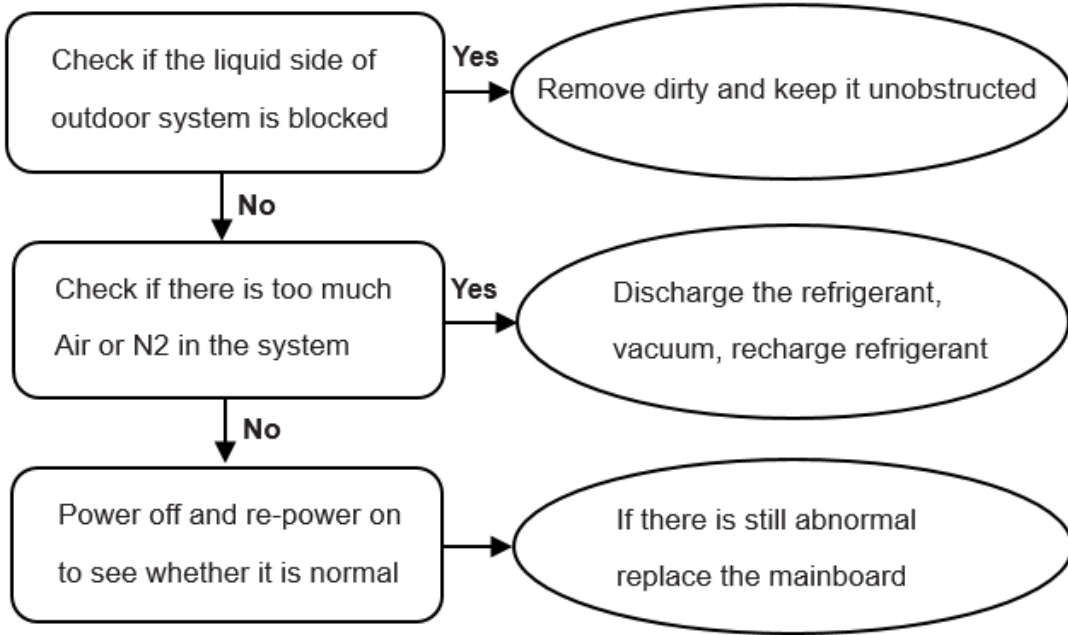 Check if the liquid side of
outdoor system is blocked
Yes
Remove dirty and keep it unobstructed
No
Check if there is too much
Air or N2 in the system
Yes
Discharge the refrigerant,
vacuum, recharge refrigerant
No
Power off and re-power on
to see whether it is normal
If there is still abnormal
replace the mainboard